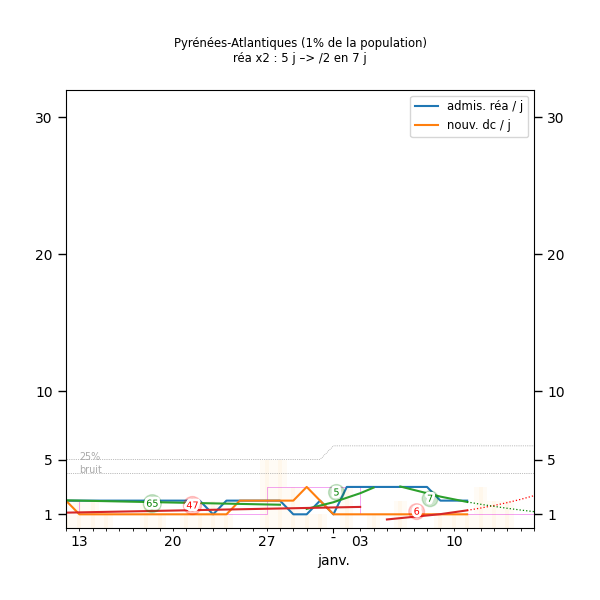 Pyrénées-Atlantiques (1% de la population)
réa x2 : 5 j –> /2 en 7 j
admis. réa / j
nouv. dc / j
30 30
20 20
10 10
25%
5 5
bruit
65 47 5 7 6
1 1
13 20 27 - 03 10
janv.